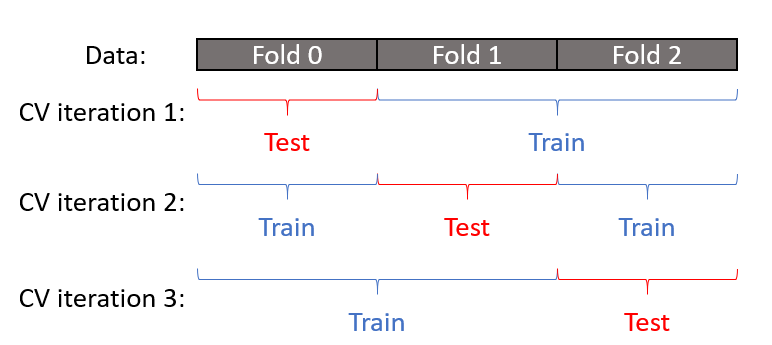 Data: Fold 0 Fold 1 Fold 2
CV iteration 1:
Test Train
CV iteration 2:
Train Test Train
CV iteration 3:
Train Test